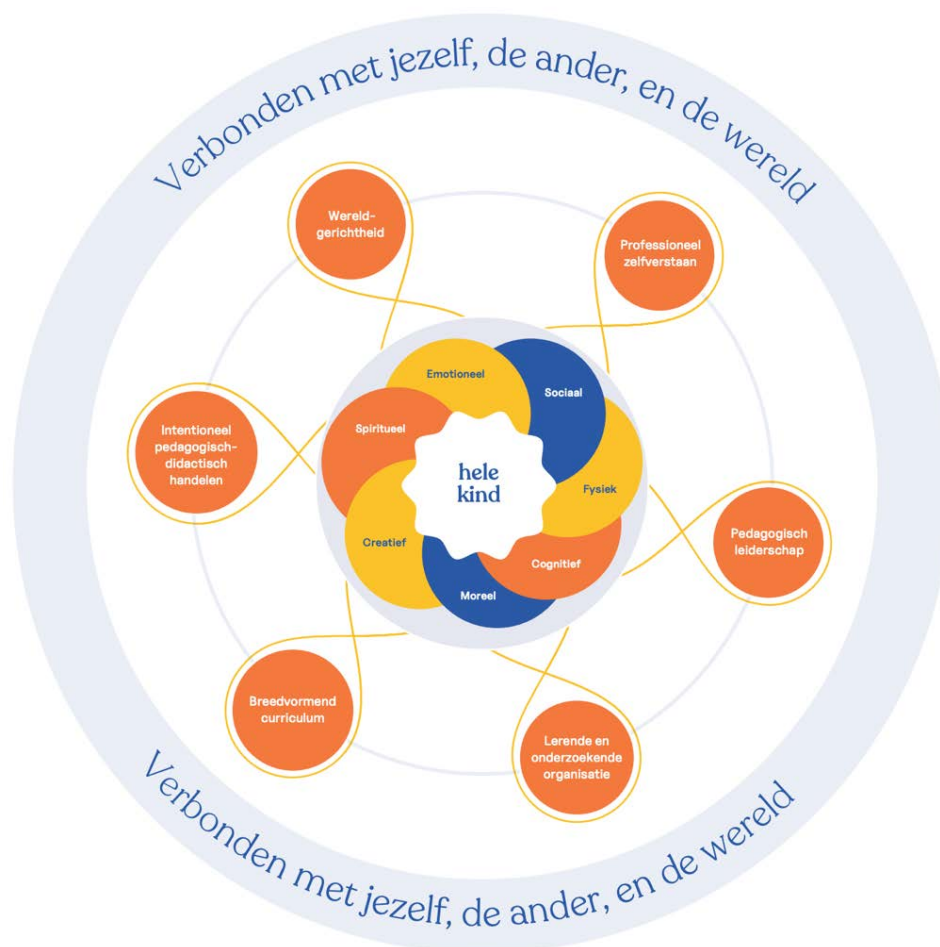 Verbonden met jezelf, de ander, en de wereld
Wereld-
gerichtheid
Professioneel
zelfverstaan
Emotioneel
Sociaal
Spiritueel
Intentioneel
pedagogisch-
didactisch
handelen
hele
kind
Fysiek
Creatief
Cognitief
Pedagogisch
leiderschap
Moreel
Breedvormend
curriculum
Lerende en
onderzoekende
organisatie
Verbonden met jezelf, de ander, en de wereld